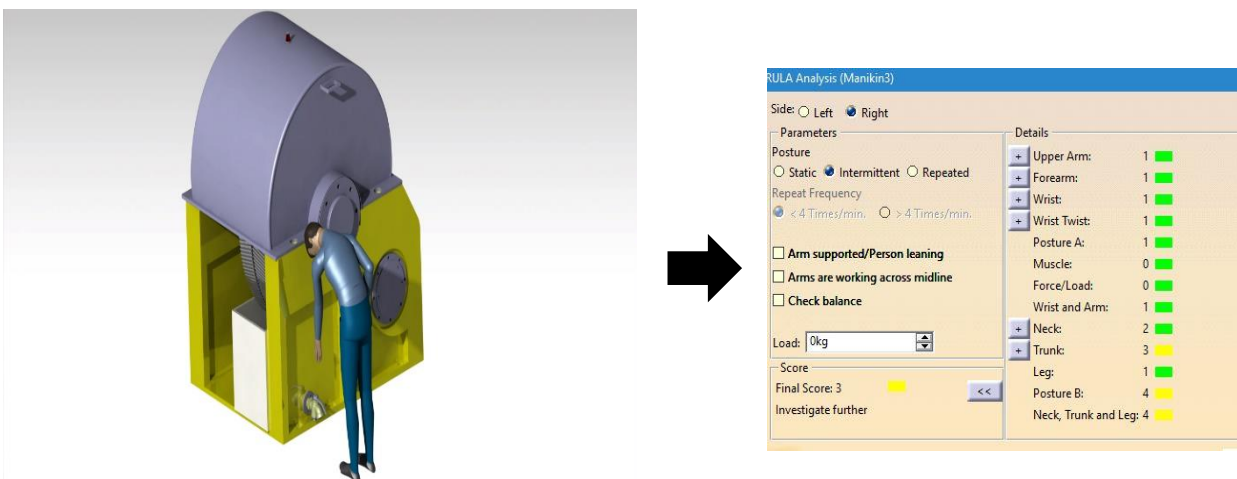 RULA Analysis (Manikin3)
Side: Left Right
Parameters
Posture
Static Intermittent Repeated
Repeat Frequency
< 4 Times/min. > 4 Times/min.
Arm supported/Person leaning
Arms are working across midline
Check balance
Load: 0kg
Score
Final Score: 3
<<
Investigate further
Details
+ Upper Arm: 1
+ Forearm: 1
+ Wrist: 1
+ Wrist Twist: 1
Posture A: 1
Muscle: 0
Force/Load: 0
Wrist and Arm: 1
+ Neck: 2
+ Trunk: 3
Leg: 1
Posture B: 4
Neck, Trunk and Leg: 4